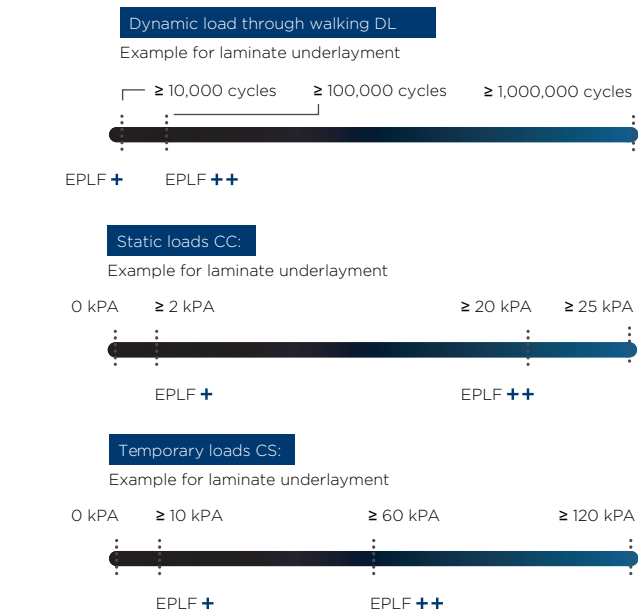 Dynamic load through walking DL
Example for laminate underlayment
≥ 10,000 cycles ≥ 100,000 cycles ≥ 1,000,000 cycles
EPLF + EPLF ++
Static loads CC:
Example for laminate underlayment
0 kPA ≥ 2 kPA ≥ 20 kPA ≥ 25 kPA
EPLF + EPLF ++
Temporary loads CS:
Example for laminate underlayment
0 kPA ≥ 10 kPA ≥ 60 kPA ≥ 120 kPA
EPLF + EPLF ++